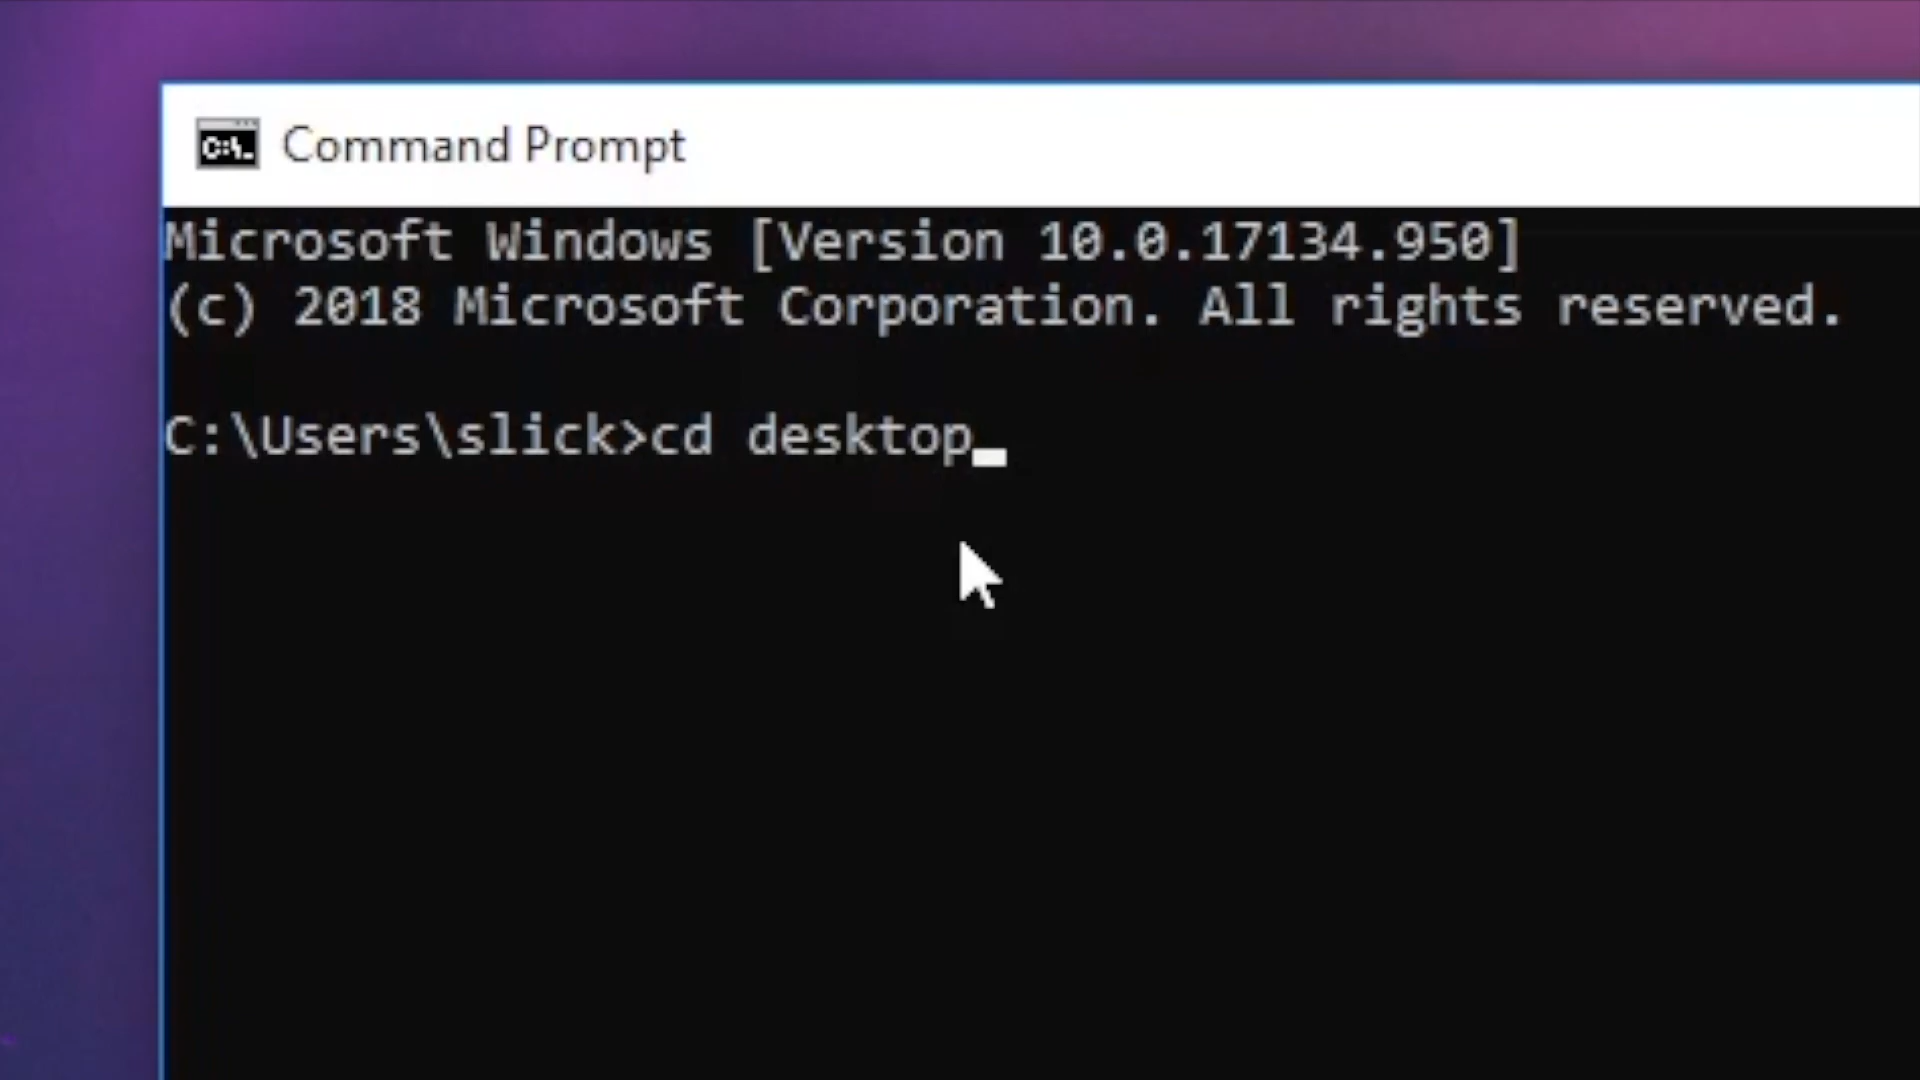 C:\.
Command Prompt
Microsoft Windows [Version 10.0.17134.950]
(c) 2018 Microsoft Corporation. All rights reserved.
C:\Users\slick>cd desktop